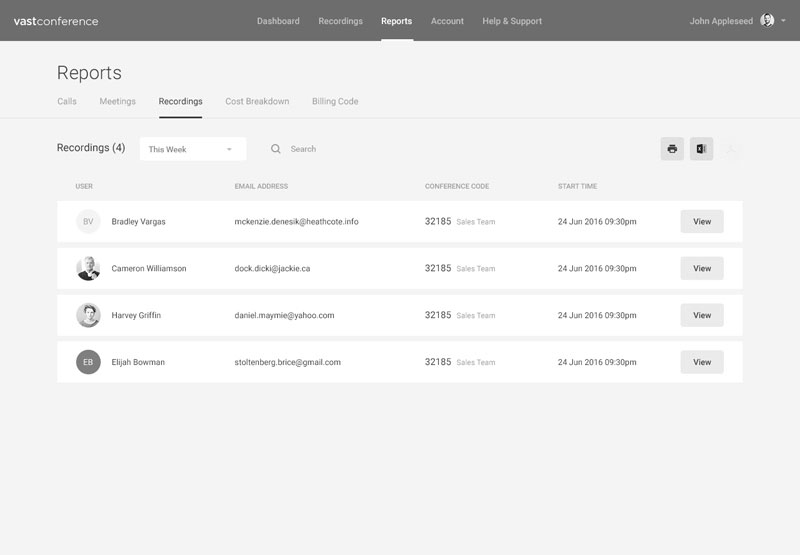 vastconference Dashboard Recordings Reports Account Help & Support John Appleseed
Reports
Calls Meetings Recordings Cost Breakdown Billing Code
Recordings (4) This Week Search
USER EMAIL ADDRESS CONFERENCE CODE START TIME
BV Bradley Vargas mckenzie.denesik@heathcote.info 32185 Sales Team 24 Jun 2016 09:30pm View
Cameron Williamson dock.dicki@jackie.ca 32185 Sales Team 24 Jun 2016 09:30pm View
Harvey Griffin daniel.maymie@yahoo.com 32185 Sales Team 24 Jun 2016 09:30pm View
EB Elijah Bowman stoltenberg.brice@gmail.com 32185 Sales Team 24 Jun 2016 09:30pm View